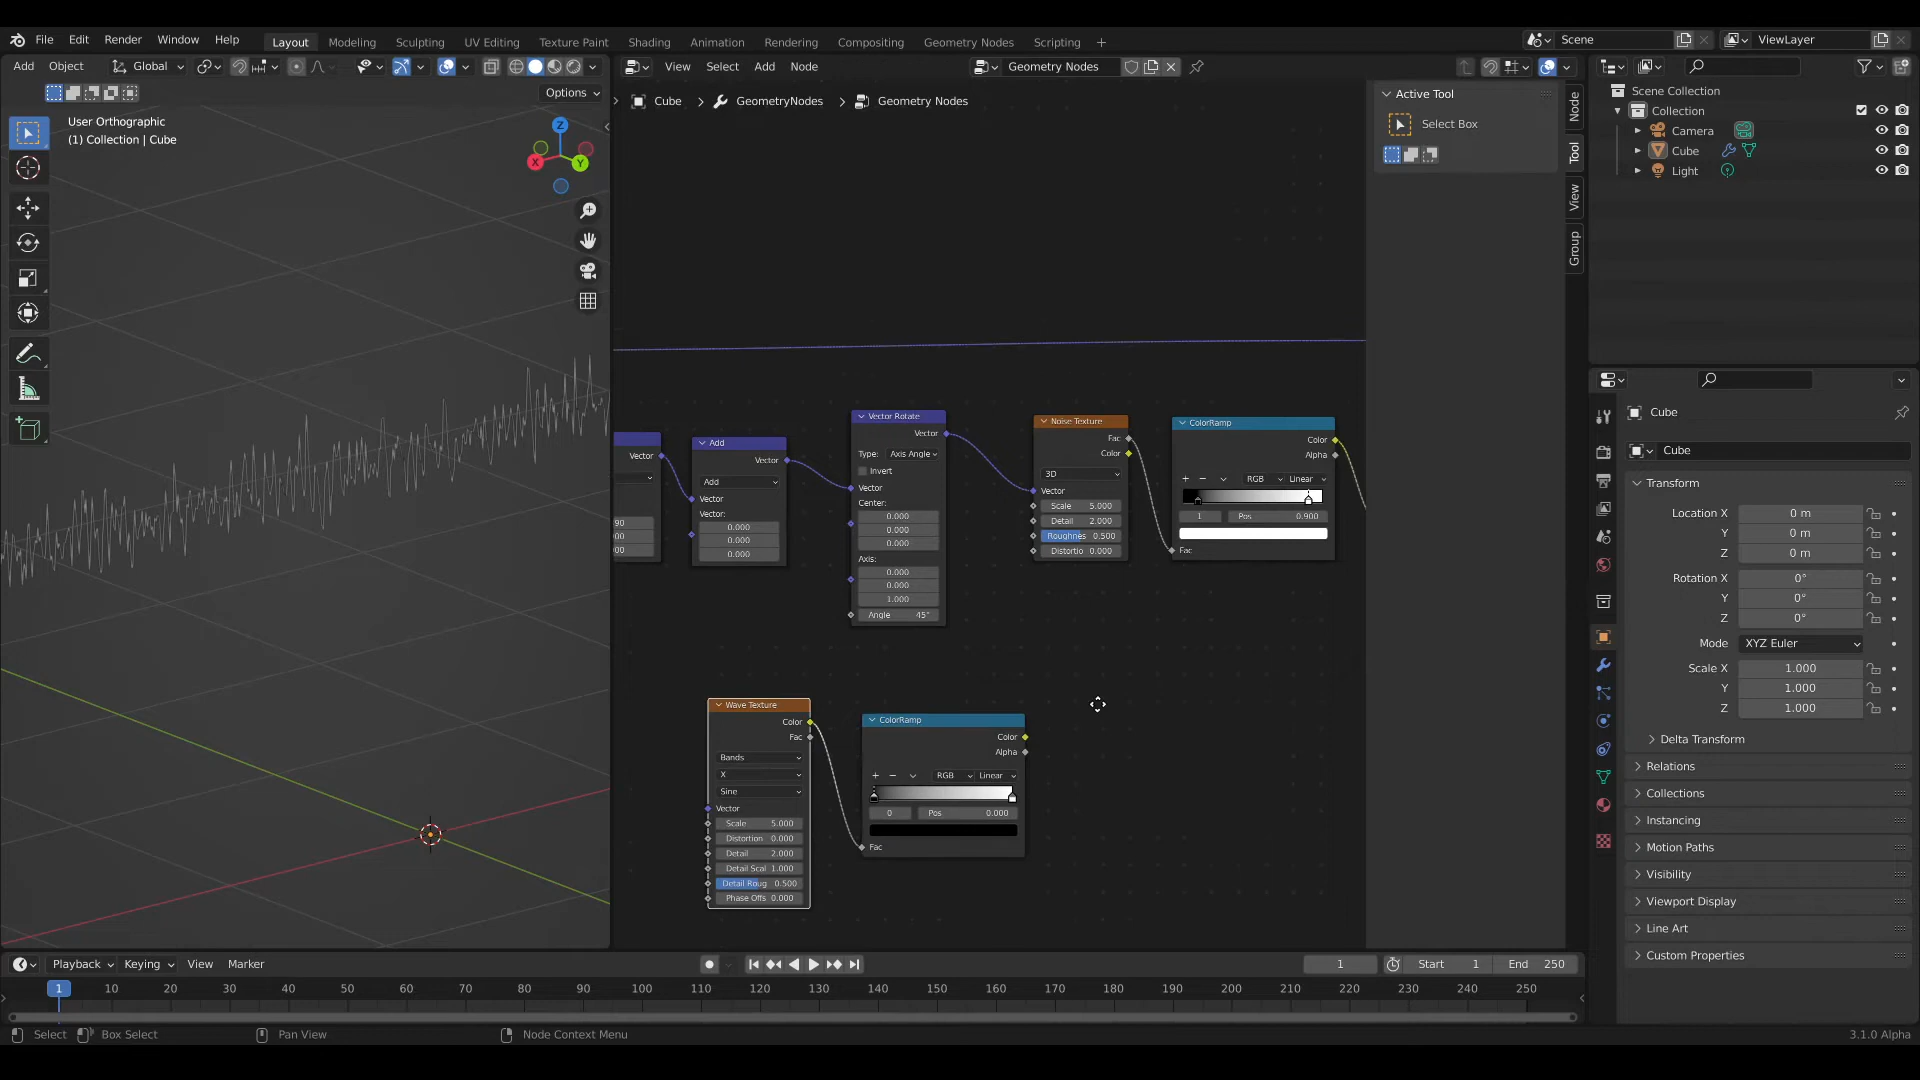 File Edit Render Window Help
Layout Modeling Sculpting UV Editing Texture Paint Shading Animation Rendering Compositing Geometry Nodes Scripting +
Scene
ViewLayer
Add Object Global
View Select Add Node
Geometry Nodes
Options
Cube > GeometryNodes > Geometry Nodes
User Orthographic
(1) Collection | Cube
Z
X
Y
Active Tool
Select Box
Node
Tool
View
Group
Scene Collection
Collection
Camera
Cube
Light
Vector
90
00
00
Add
Vector
Add
Vector
Vector:
0.000
0.000
0.000
Vector Rotate
Vector
Type: Axis Angle
Invert
Vector
Center:
0.000
0.000
0.000
Axis:
0.000
0.000
1.000
Angle 45°
Noise Texture
Fac
Color
3D
Vector
Scale 5.000
Detail 2.000
Roughnes 0.500
Distortio 0.000
ColorRamp
Color
Alpha
+ − RGB Linear
1 Pos 0.900
Fac
Wave Texture
Color
Fac
Bands
X
Sine
Vector
Scale 5.000
Distortion 0.000
Detail 2.000
Detail Scal 1.000
Detail Roug 0.500
Phase Offs 0.000
ColorRamp
Color
Alpha
+ − RGB Linear
0 Pos 0.000
Fac
Cube
Cube
Transform
Location X 0 m
Y 0 m
Z 0 m
Rotation X 0°
Y 0°
Z 0°
Mode XYZ Euler
Scale X 1.000
Y 1.000
Z 1.000
Delta Transform
Relations
Collections
Instancing
Motion Paths
Visibility
Viewport Display
Line Art
Custom Properties
Playback Keying View Marker
1 Start 1 End 250
1 10 20 30 40 50 60 70 80 90 100 110 120 130 140 150 160 170 180 190 200 210 220 230 240 250
Select Box Select Pan View Node Context Menu
3.1.0 Alpha